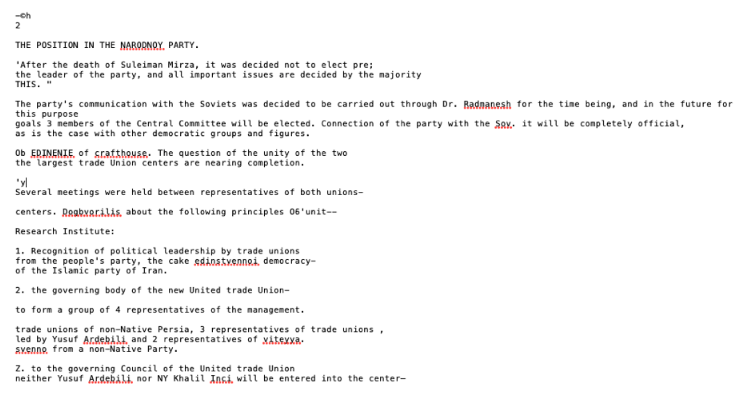 —©h
2
THE POSITION IN THE NARODNOY PARTY.
'After the death of Suleiman Mirza, it was decided not to elect pre;
the leader of the party, and all important issues are decided by the majority
THIS. "
The party's communication with the Soviets was decided to be carried out through Dr. Radmanesh for the time being, and in the future for
this purpose
goals 3 members of the Central Committee will be elected. Connection of the party with the Sov. it will be completely official,
as is the case with other democratic groups and figures.
Ob EDINENIE of crafthouse. The question of the unity of the two
the largest trade Union centers are nearing completion.
'y
Several meetings were held between representatives of both unions—
centers. Dogbvorilis about the following principles O6'unit——
Research Institute:
1. Recognition of political leadership by trade unions
from the people's party, the cake edinstvennoi democracy—
of the Islamic party of Iran.
2. the governing body of the new United trade Union—
to form a group of 4 representatives of the management.
trade unions of non-Native Persia, 3 representatives of trade unions ,
led by Yusuf Ardebili and 2 representatives of viteyya.
svenno from a non-Native Party.
Z. to the governing Council of the United trade Union
neither Yusuf Ardebili nor NY Khalil Inci will be entered into the center—